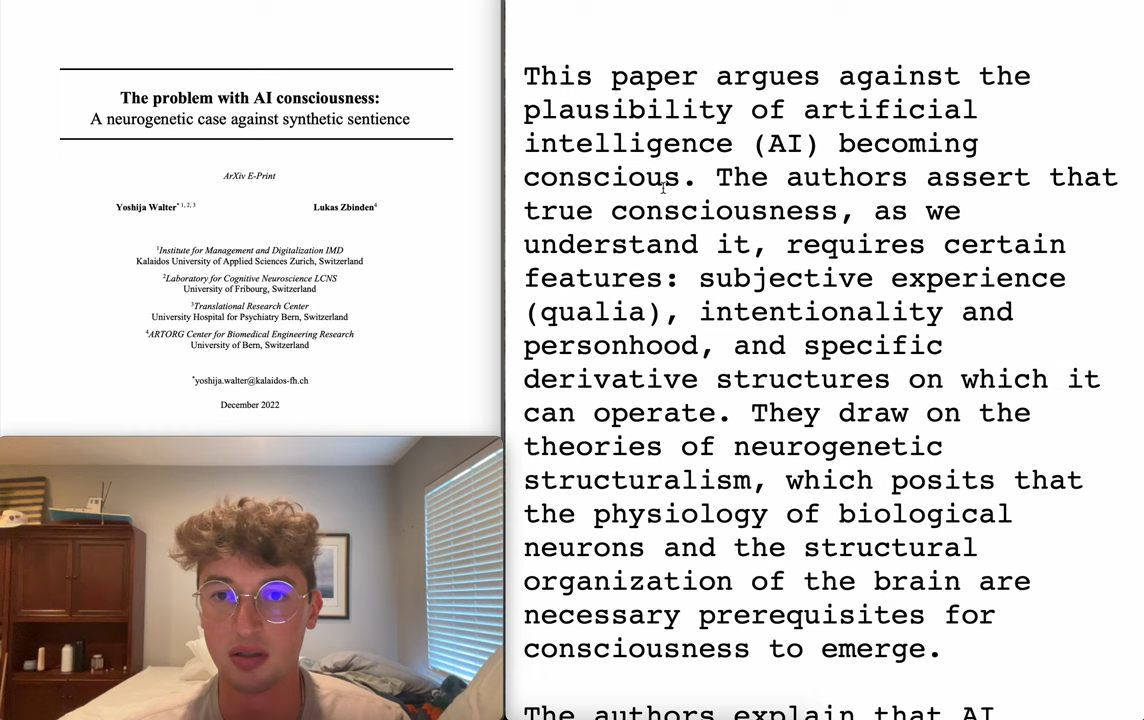 The problem with AI consciousness:
A neurogenetic case against synthetic sentience
ArXiv E-Print
Yoshija Walter* 1, 2, 3
Lukas Zbinden4
1Institute for Management and Digitalization IMD
Kalaidos University of Applied Sciences Zurich, Switzerland
2Laboratory for Cognitive Neuroscience LCNS
University of Fribourg, Switzerland
3Translational Research Center
University Hospital for Psychiatry Bern, Switzerland
4ARTORG Center for Biomedical Engineering Research
University of Bern, Switzerland
*yoshija.walter@kalaidos-fh.ch
December 2022
This paper argues against the
plausibility of artificial
intelligence (AI) becoming
conscious. The authors assert that
true consciousness, as we
understand it, requires certain
features: subjective experience
(qualia), intentionality and
personhood, and specific
derivative structures on which it
can operate. They draw on the
theories of neurogenetic
structuralism, which posits that
the physiology of biological
neurons and the structural
organization of the brain are
necessary prerequisites for
consciousness to emerge.
The authors explain that AI